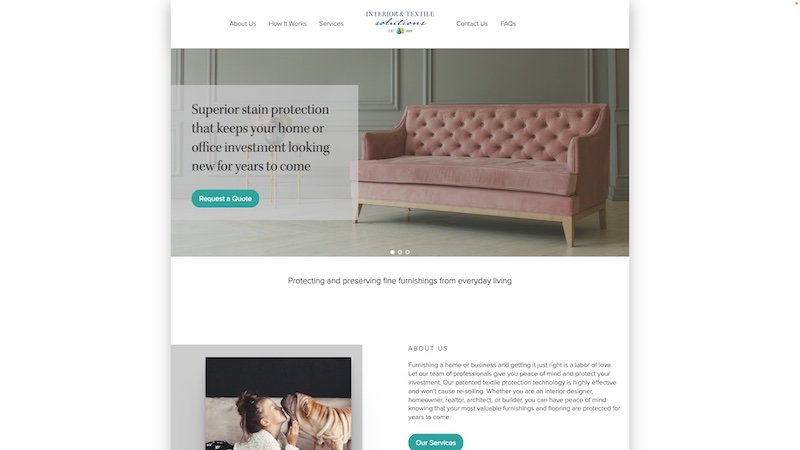 About Us
How It Works
Services
INTERIOR & TEXTILE
solutions
EST.
Contact Us
FAQs
Superior stain protection
that keeps your home or
office investment looking
new for years to come
Request a Quote
Protecting and preserving fine furnishings from everyday living
ABOUT US
Furnishing a home or business and getting it just right is a labor of love.
Let our team of professionals give you peace of mind and protect your
investment. Our patented textile protection technology is highly effective
and won't cause re-soiling. Whether you are an interior designer,
homeowner, realtor, architect, or builder, you can have peace of mind
knowing that your most valuable furnishings and flooring are protected for
years to come.
Our Services